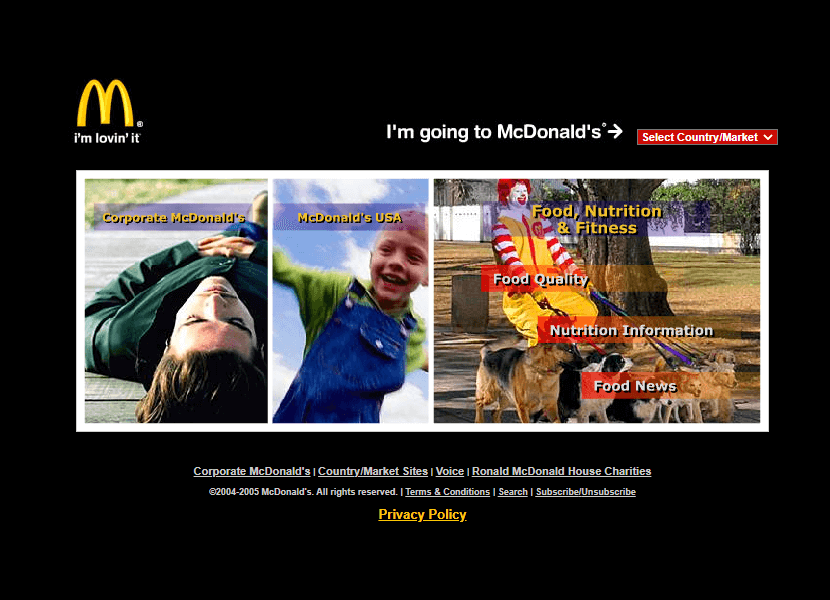 i'm lovin' it
I'm going to McDonald's®
Select Country/Market
Corporate McDonald's
McDonald's USA
Food, Nutrition
& Fitness
Food Quality
Nutrition Information
Food News
Corporate McDonald's | Country/Market Sites | Voice | Ronald McDonald House Charities
©2004-2005 McDonald's. All rights reserved. | Terms & Conditions | Search | Subscribe/Unsubscribe
Privacy Policy